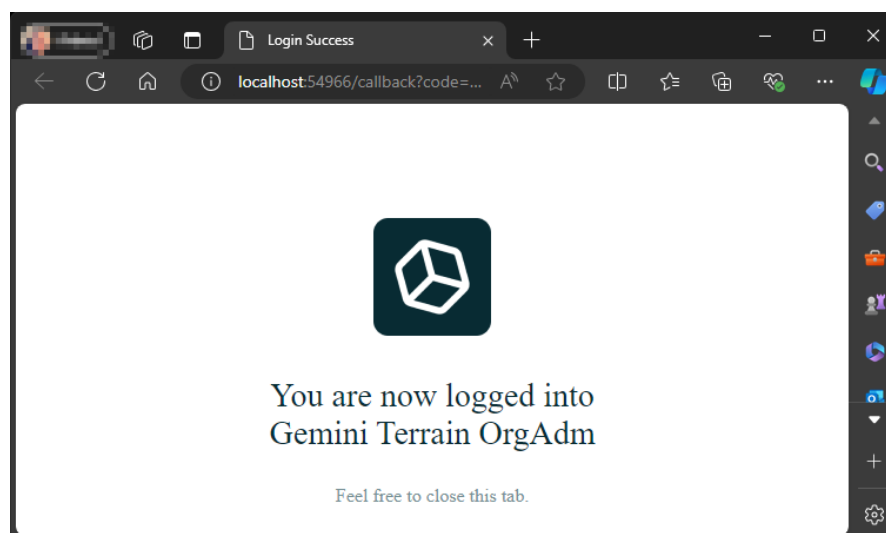 Login Success
localhost:54966/callback?code=...
You are now logged into
Gemini Terrain OrgAdm
Feel free to close this tab.